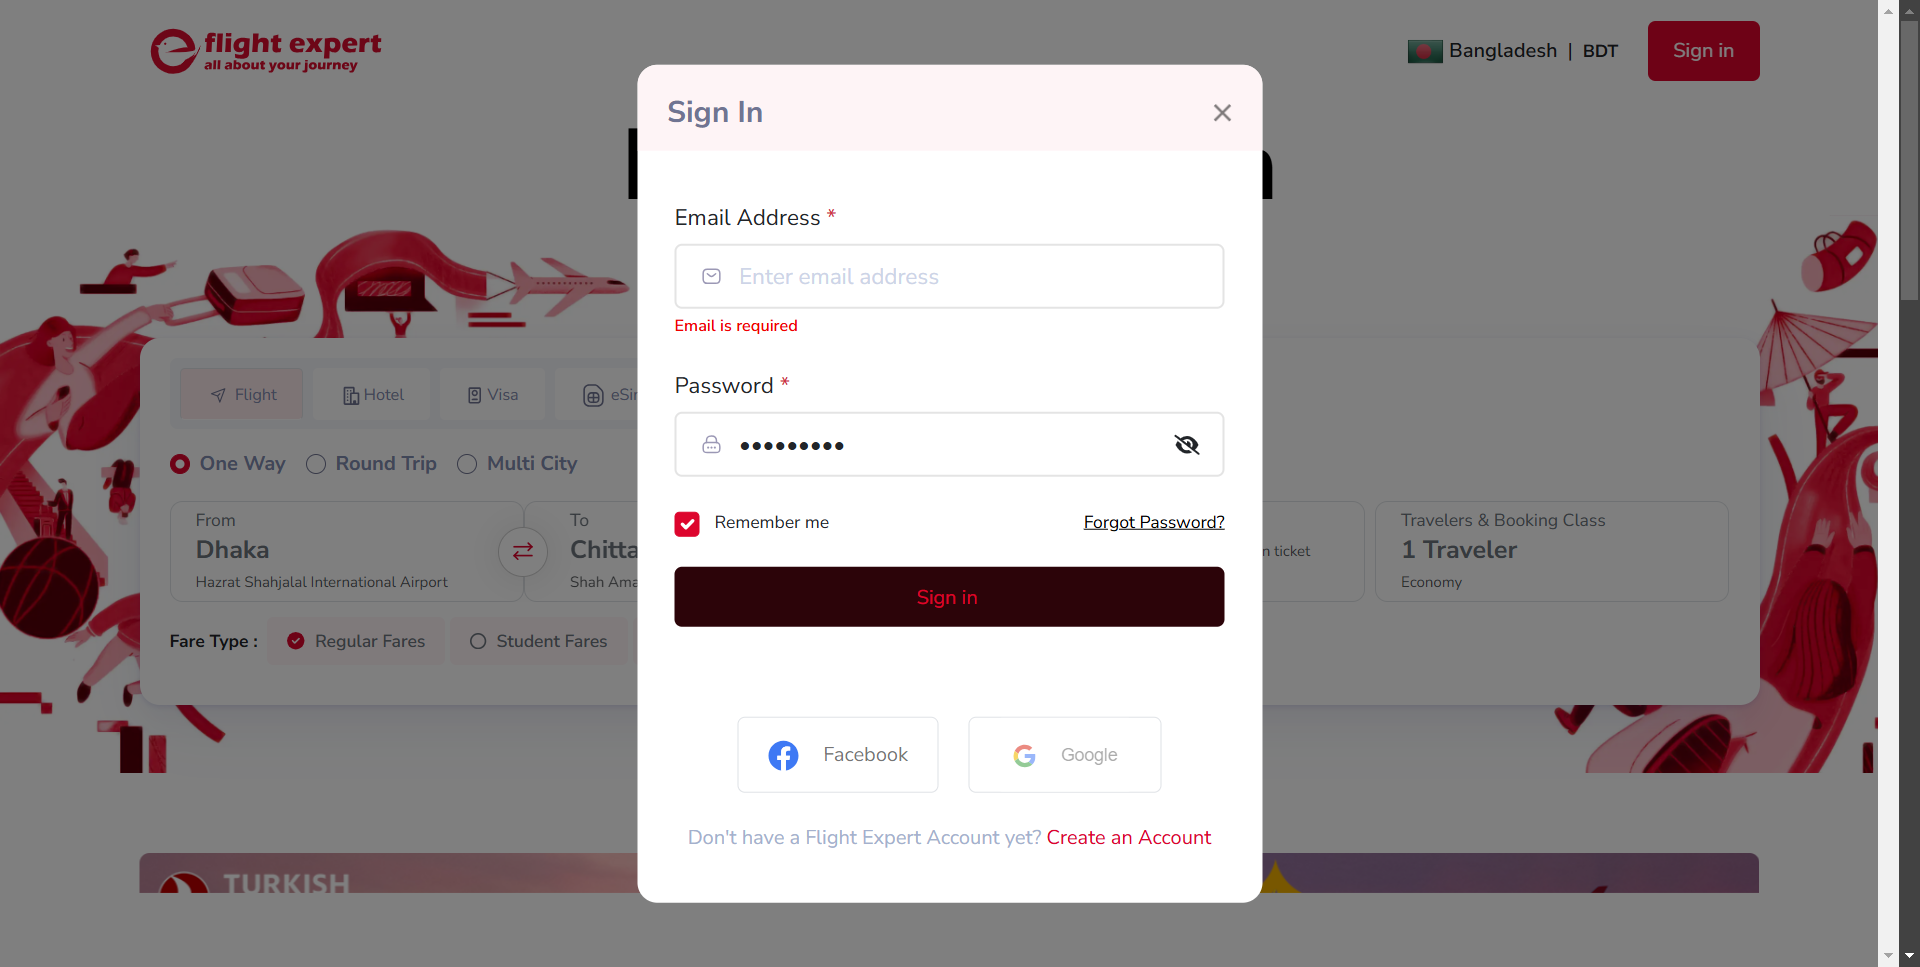 flight expert
all about your journey
Bangladesh | BDT
Sign in
Sign In
Email Address *
Enter email address
Email is required
Password *
Remember me
Forgot Password?
Sign in
Facebook
Google
Don't have a Flight Expert Account yet? Create an Account
Flight
Hotel
Visa
One Way
Round Trip
Multi City
From
Dhaka
Hazrat Shahjalal International Airport
To
Shah
ticket
Travelers & Booking Class
1 Traveler
Economy
Fare Type :
Regular Fares
Student Fares
TURKISH